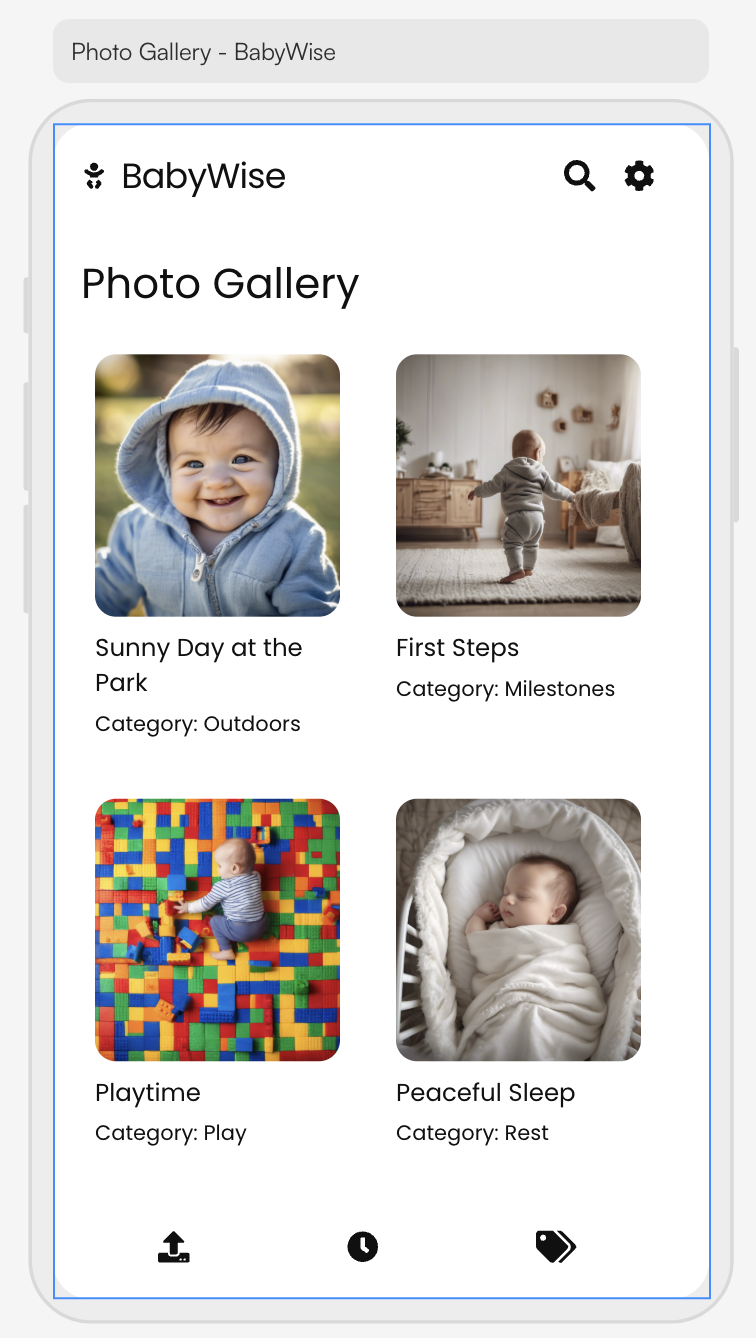 Photo Gallery - BabyWise
BabyWise
Photo Gallery
Sunny Day at the
Park
Category: Outdoors
First Steps
Category: Milestones
Playtime
Category: Play
Peaceful Sleep
Category: Rest